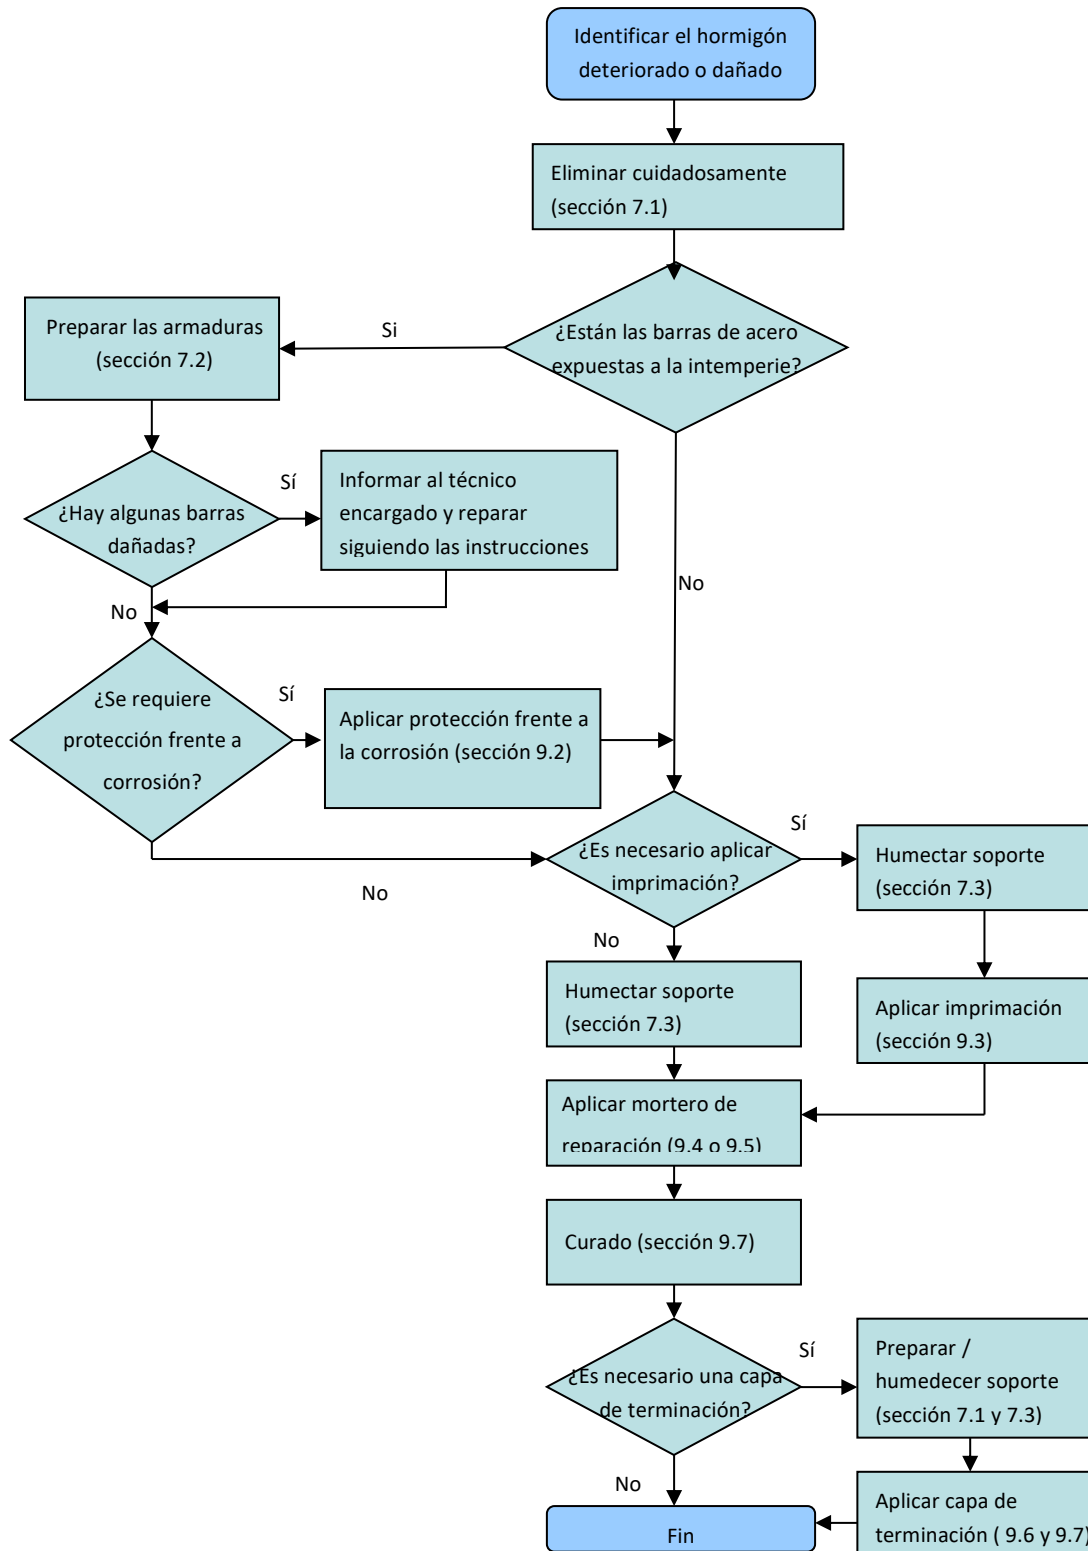 Identificar el hormigón
deteriorado o dañado
Eliminar cuidadosamente
(sección 7.1)
¿Están las barras de acero
expuestas a la intemperie?
Si
Preparar las armaduras
(sección 7.2)
¿Hay algunas barras
dañadas?
Sí
Informar al técnico
encargado y reparar
siguiendo las instrucciones
No
No
¿Se requiere
protección frente a
corrosión?
Sí
Aplicar protección frente a
la corrosión (sección 9.2)
No
¿Es necesario aplicar
imprimación?
Sí
Humectar soporte
(sección 7.3)
Aplicar imprimación
(sección 9.3)
No
Humectar soporte
(sección 7.3)
Aplicar mortero de
reparación (9.4 o 9.5)
Curado (sección 9.7)
¿Es necesario una capa
de terminación?
Sí
Preparar /
humedecer soporte
(sección 7.1 y 7.3)
Aplicar capa de
terminación ( 9.6 y 9.7)
No
Fin